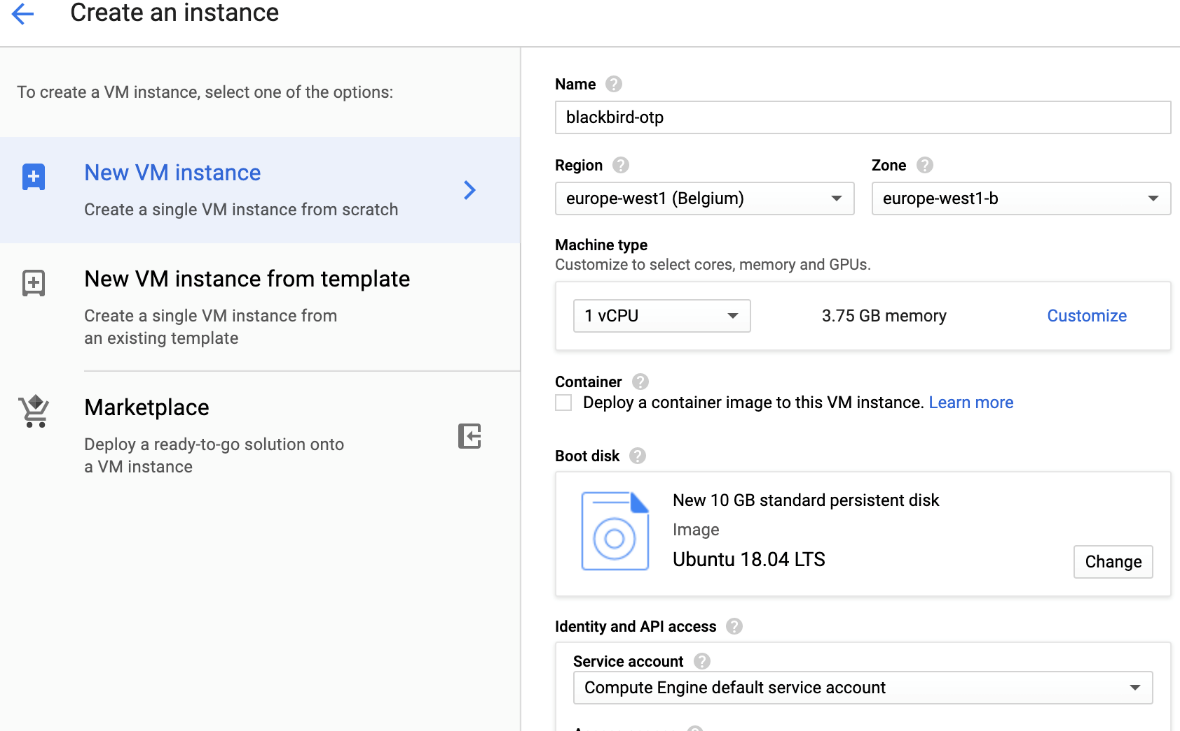 Create an instance
To create a VM instance, select one of the options:
New VM instance
Create a single VM instance from scratch
New VM instance from template
Create a single VM instance from
an existing template
Marketplace
Deploy a ready-to-go solution onto
a VM instance
Name
blackbird-otp
Region
Zone
europe-west1 (Belgium)
europe-west1-b
Machine type
Customize to select cores, memory and GPUs.
1 vCPU
3.75 GB memory
Customize
Container
Deploy a container image to this VM instance. Learn more
Boot disk
New 10 GB standard persistent disk
Image
Ubuntu 18.04 LTS
Change
Identity and API access
Service account
Compute Engine default service account